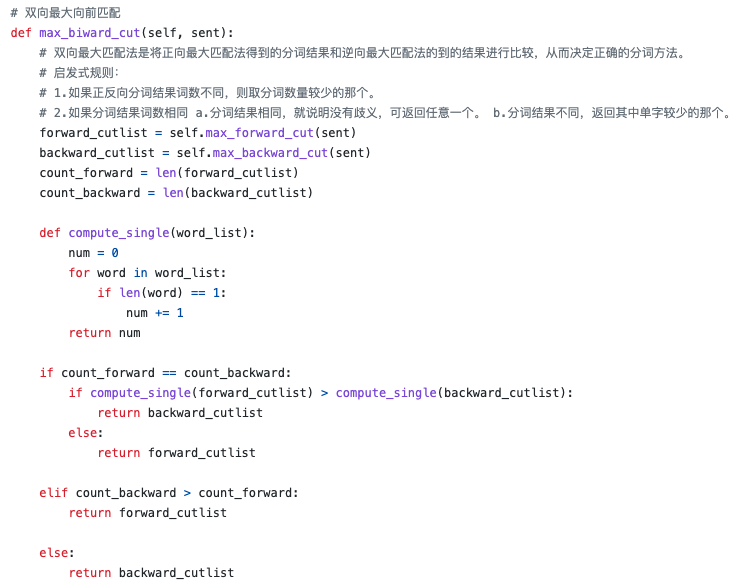 # 双向最大向前匹配
def max_biward_cut(self, sent):
    # 双向最大匹配法是将正向最大匹配法得到的分词结果和逆向最大匹配法的到的结果进行比较，从而决定正确的分词方法。
    # 启发式规则：
    # 1.如果正反向分词结果词数不同，则取分词数量较少的那个。
    # 2.如果分词结果词数相同 a.分词结果相同，就说明没有歧义，可返回任意一个。 b.分词结果不同，返回其中单字较少的那个。
    forward_cutlist = self.max_forward_cut(sent)
    backward_cutlist = self.max_backward_cut(sent)
    count_forward = len(forward_cutlist)
    count_backward = len(backward_cutlist)

    def compute_single(word_list):
        num = 0
        for word in word_list:
            if len(word) == 1:
                num += 1
        return num

    if count_forward == count_backward:
        if compute_single(forward_cutlist) > compute_single(backward_cutlist):
            return backward_cutlist
        else:
            return forward_cutlist

    elif count_backward > count_forward:
        return forward_cutlist

    else:
        return backward_cutlist